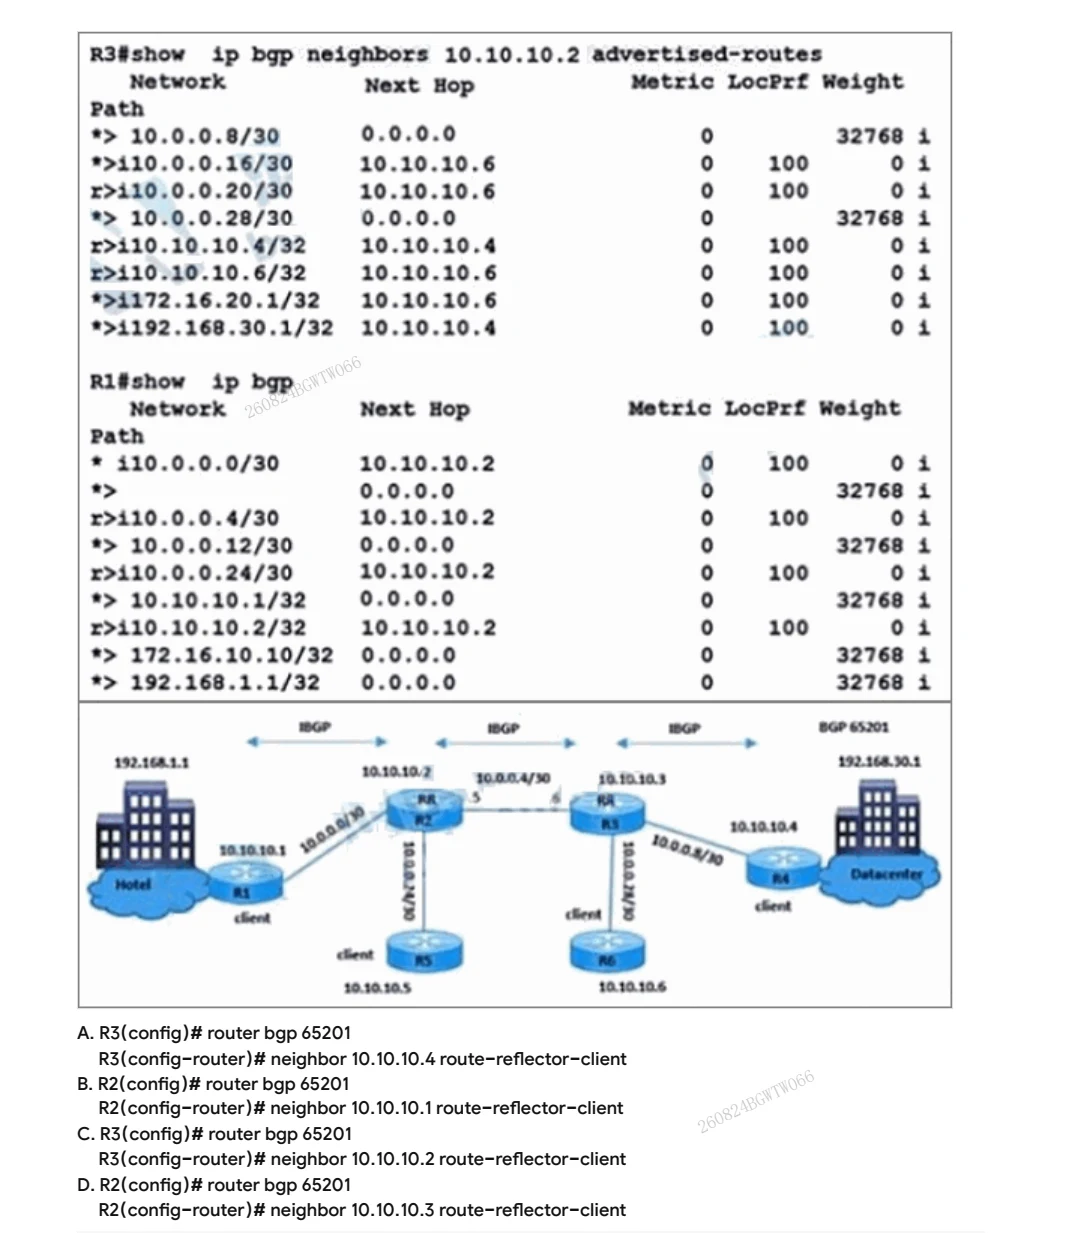 R3#show ip bgp neighbors 10.10.10.2 advertised-routes
Network Next Hop Metric LocPrf Weight
Path
*> 10.0.0.8/30 0.0.0.0 0 32768 i
*>i10.0.0.16/30 10.10.10.6 0 100 0 i
r>i10.0.0.20/30 10.10.10.6 0 100 0 i
*> 10.0.0.28/30 0.0.0.0 0 32768 i
r>i10.10.10.4/32 10.10.10.4 0 100 0 i
r>i10.10.10.6/32 10.10.10.6 0 100 0 i
*>i172.16.20.1/32 10.10.10.6 0 100 0 i
*>i192.168.30.1/32 10.10.10.4 0 100 0 i
R1#show ip bgp
260824BGWTW066
Network Next Hop Metric LocPrf Weight
Path
* i10.0.0.0/30 10.10.10.2 0 100 0 i
*> 0.0.0.0 0 32768 i
r>i10.0.0.4/30 10.10.10.2 0 100 0 i
*> 10.0.0.12/30 0.0.0.0 0 32768 i
r>i10.0.0.24/30 10.10.10.2 0 100 0 i
*> 10.10.10.1/32 0.0.0.0 0 32768 i
r>i10.10.10.2/32 10.10.10.2 0 100 0 i
*> 172.16.10.10/32 0.0.0.0 0 32768 i
*> 192.168.1.1/32 0.0.0.0 0 32768 i
IBGP IBGP IBGP BGP 65201
192.168.1.1 192.168.30.1
10.10.10.2 10.0.0.4/30 10.10.10.3
RR .5 .6 RR
R2 R3
10.0.0.0/30 10.0.0.8/30 10.10.10.4
10.10.10.1 10.0.0.24/30 10.0.0.28/30
Hotel R1 R4 Datacenter
client client client
client R5 R6
10.10.10.5 10.10.10.6
A. R3(config)# router bgp 65201
R3(config-router)# neighbor 10.10.10.4 route-reflector-client
B. R2(config)# router bgp 65201
R2(config-router)# neighbor 10.10.10.1 route-reflector-client
260824BGWTW066
C. R3(config)# router bgp 65201
R3(config-router)# neighbor 10.10.10.2 route-reflector-client
D. R2(config)# router bgp 65201
R2(config-router)# neighbor 10.10.10.3 route-reflector-client